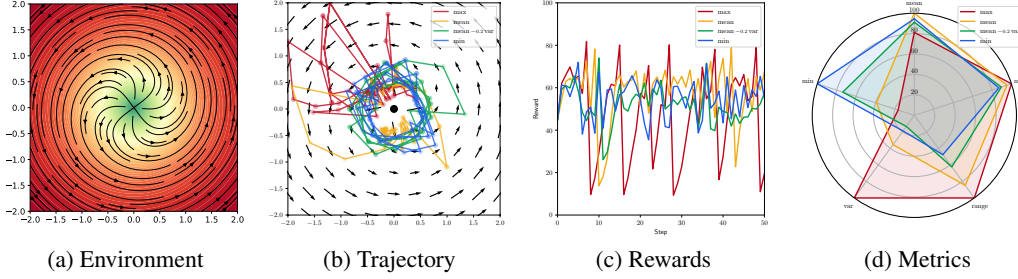 2.0
1.5
1.0
0.5
0.0
−0.5
−1.0
−1.5
−2.0
−2.0 −1.5 −1.0 −0.5 0.0 0.5 1.0 1.5 2.0
(a) Environment
2.0
1.5
1.0
0.5
0.0
−0.5
−1.0
−1.5
−2.0
−2.0 −1.5 −1.0 −0.5 0.0 0.5 1.0 1.5 2.0
max
mean
mean −0.2 var
min
(b) Trajectory
100
80
60
40
20
0
Reward
0 10 20 30 40 50
Step
max
mean
mean −0.2 var
min
(c) Rewards
mean
100
80
60
40
20
min
var
range
m
max
mean
mean −0.2 var
min
(d) Metrics